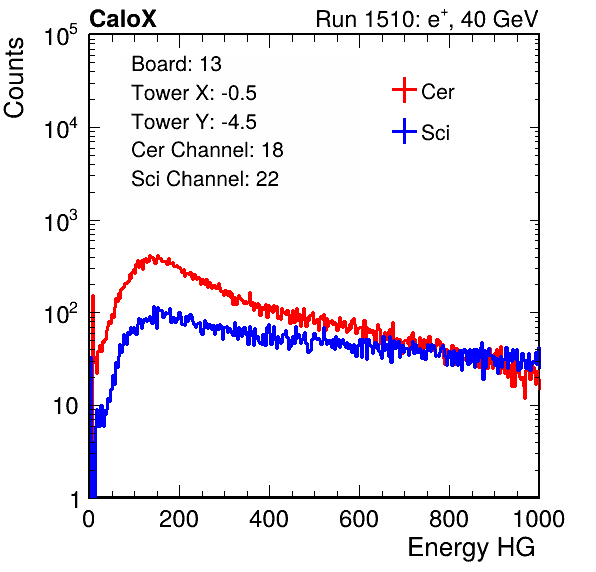 CaloX Run 1510: e⁺, 40 GeV
Counts
Board: 13
Tower X: -0.5
Tower Y: -4.5
Cer Channel: 18
Sci Channel: 22
Cer
Sci
10⁵
10⁴
10³
10²
10
1
0 200 400 600 800 1000
Energy HG